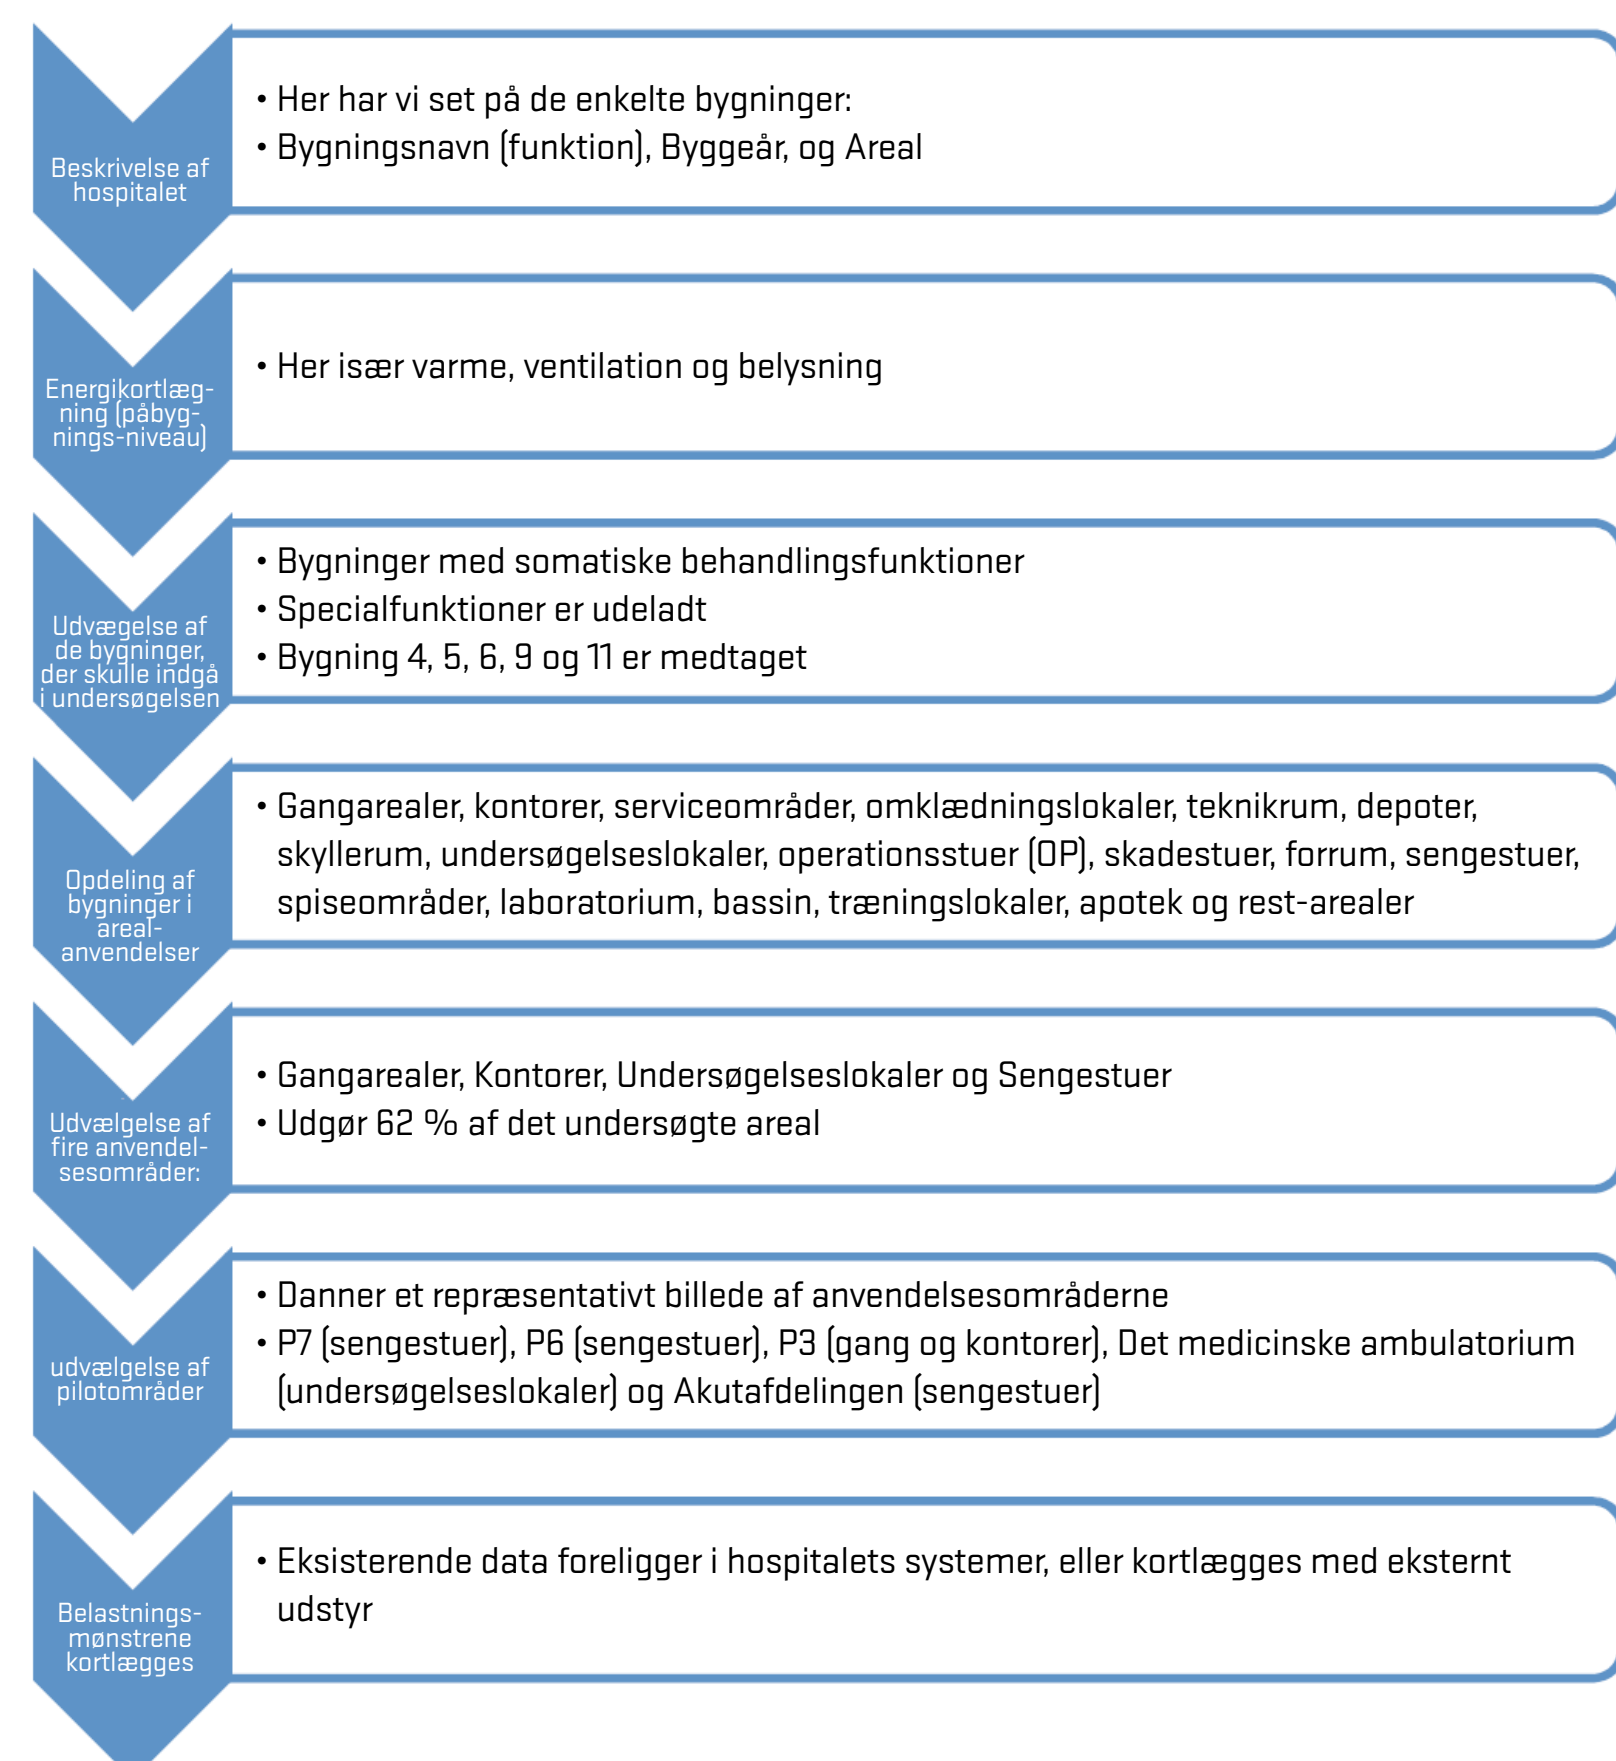 Beskrivelse af
hospitalet
• Her har vi set på de enkelte bygninger:
• Bygningsnavn (funktion), Byggeår, og Areal
Energikortlæg-
ning (påbyg-
nings-niveau)
• Her især varme, ventilation og belysning
Udvægelse af
de bygninger,
der skulle indgå
i undersøgelsen
• Bygninger med somatiske behandlingsfunktioner
• Specialfunktioner er udeladt
• Bygning 4, 5, 6, 9 og 11 er medtaget
Opdeling af
bygninger i
areal-
anvendelser
• Gangarealer, kontorer, serviceområder, omklædningslokaler, teknikrum, depoter,
skyllerum, undersøgelseslokaler, operationsstuer (OP), skadestuer, forrum, sengestuer,
spiseområder, laboratorium, bassin, træningslokaler, apotek og rest-arealer
Udvælgelse af
fire anvendel-
sesområder:
• Gangarealer, Kontorer, Undersøgelseslokaler og Sengestuer
• Udgør 62 % af det undersøgte areal
udvælgelse af
pilotområder
• Danner et repræsentativt billede af anvendelsesområderne
• P7 (sengestuer), P6 (sengestuer), P3 (gang og kontorer), Det medicinske ambulatorium
(undersøgelseslokaler) og Akutafdelingen (sengestuer)
Belastnings-
mønstrene
kortlægges
• Eksisterende data foreligger i hospitalets systemer, eller kortlægges med eksternt
udstyr